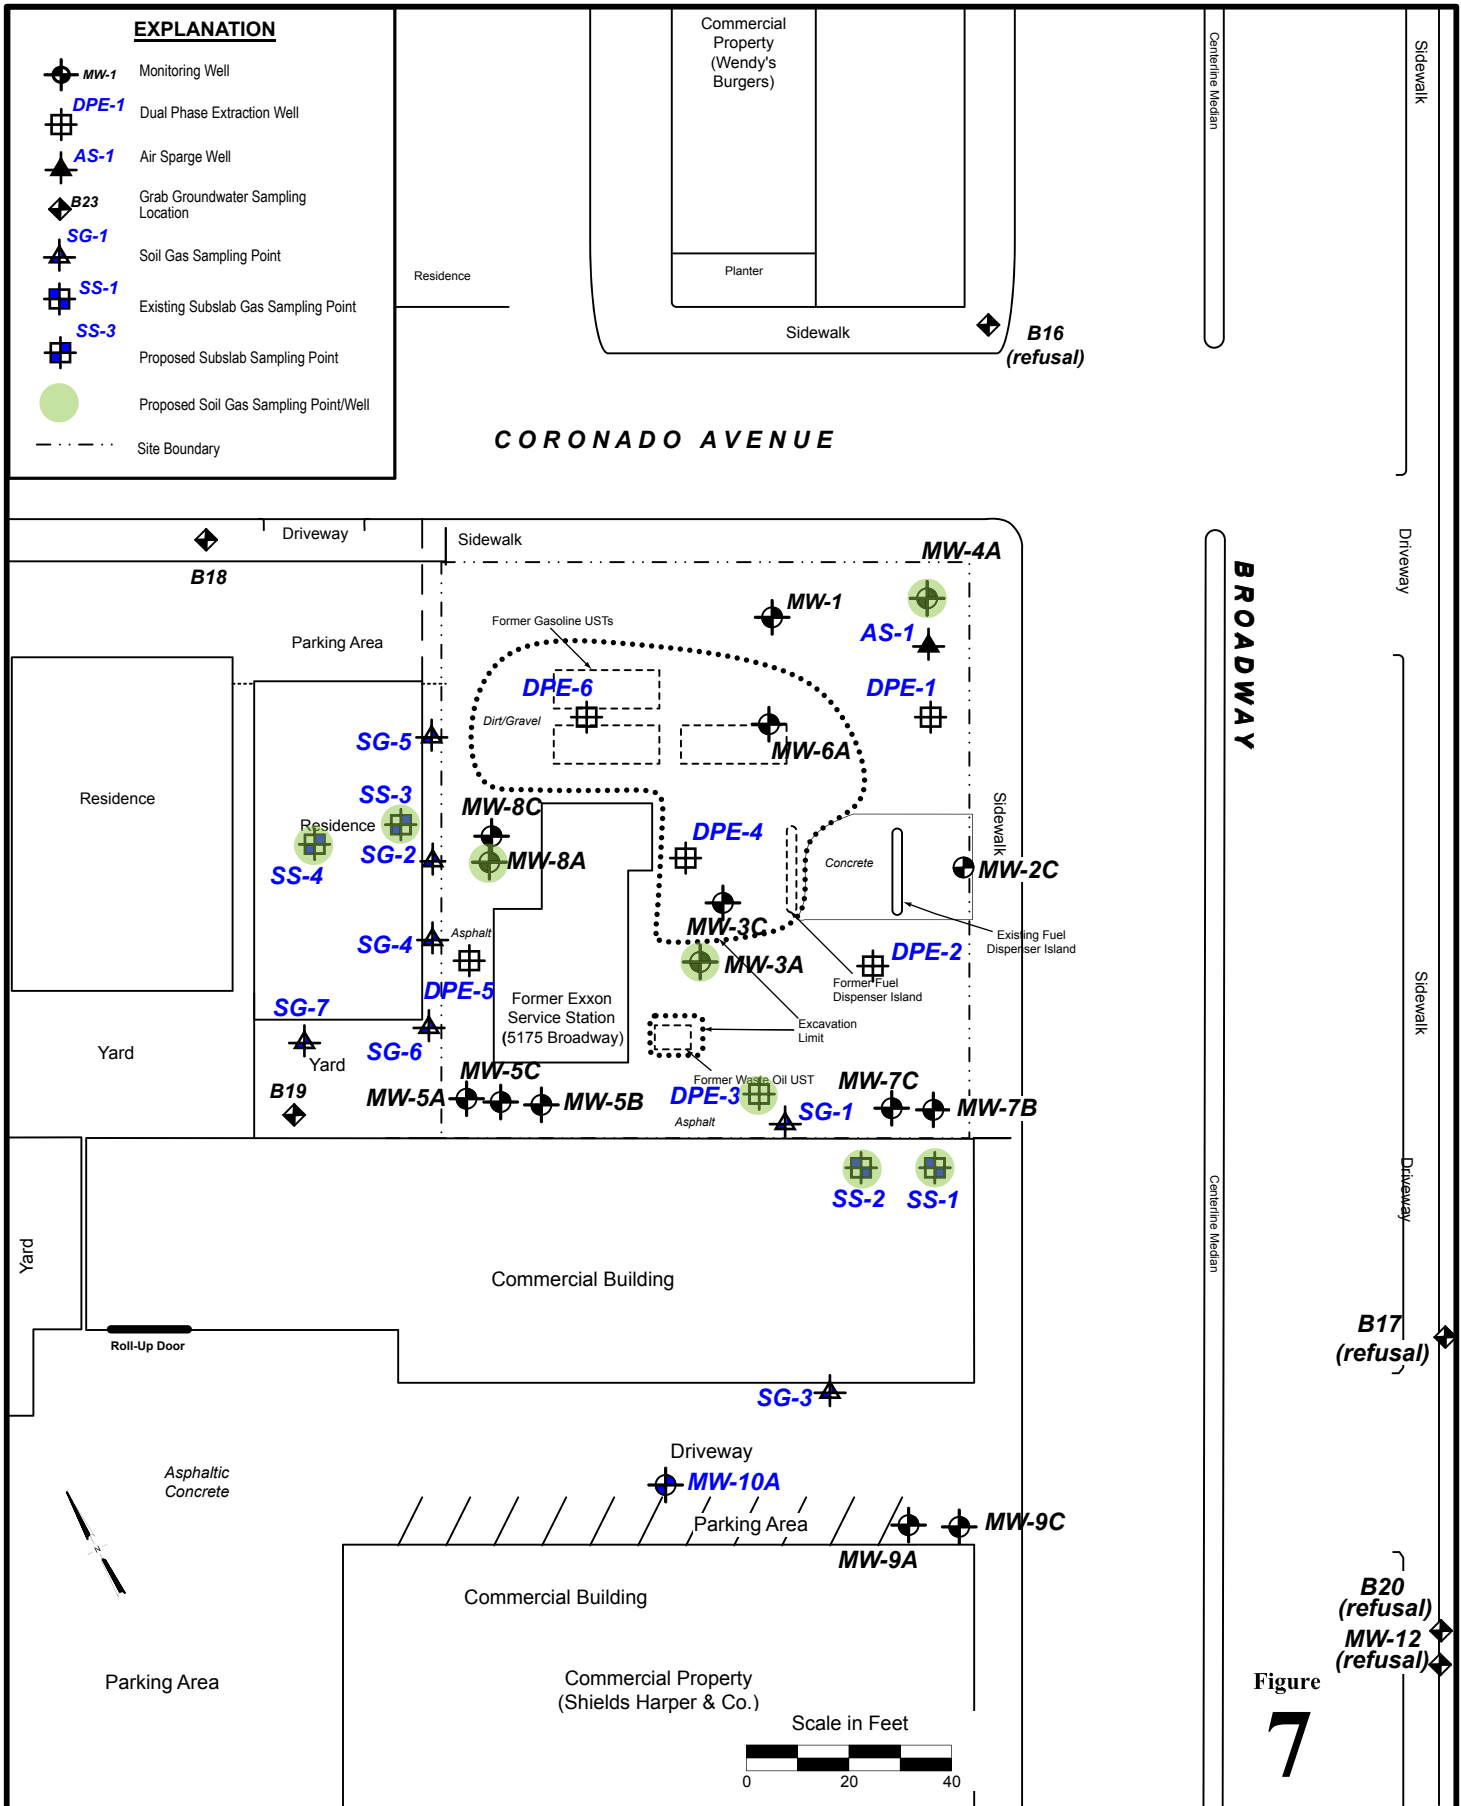 EXPLANATION
MW-1 Monitoring Well
DPE-1 Dual Phase Extraction Well
AS-1 Air Sparge Well
B23 Grab Groundwater Sampling
Location
SG-1 Soil Gas Sampling Point
SS-1 Existing Subslab Gas Sampling Point
SS-3 Proposed Subslab Sampling Point
Proposed Soil Gas Sampling Point/Well
Site Boundary
Commercial
Property
(Wendy's
Burgers)
Centerline Median
Sidewalk
Residence
Planter
Sidewalk
B16
(refusal)
CORONADO AVENUE
Driveway
Sidewalk
B18
MW-4A
Driveway
BROADWAY
MW-1
Former Gasoline USTs
AS-1
Parking Area
DPE-6
DPE-1
Dirt/Gravel
SG-5
MW-6A
Residence
SS-3
MW-8C
Sidewalk
Residence
DPE-4
SG-2
MW-8A
Concrete
MW-2C
SS-4
MW-3C
Asphalt
SG-4
Existing Fuel
Dispenser Island
DPE-2
MW-3A
DPE-5
Former Fuel
Dispenser Island
Sidewalk
Former Exxon
Service Station
(5175 Broadway)
SG-7
Excavation
Limit
Yard
SG-6
Yard
MW-5C
Former Waste Oil UST
MW-7C
B19
MW-5A
MW-5B
DPE-3
SG-1
MW-7B
Asphalt
SS-2
SS-1
Centerline Median
Driveway
Yard
Commercial Building
Roll-Up Door
B17
(refusal)
SG-3
Driveway
Asphaltic
Concrete
MW-10A
Parking Area
MW-9C
MW-9A
N
Commercial Building
B20
(refusal)
MW-12
(refusal)
Parking Area
Commercial Property
(Shields Harper & Co.)
Figure
7
Scale in Feet
0 20 40